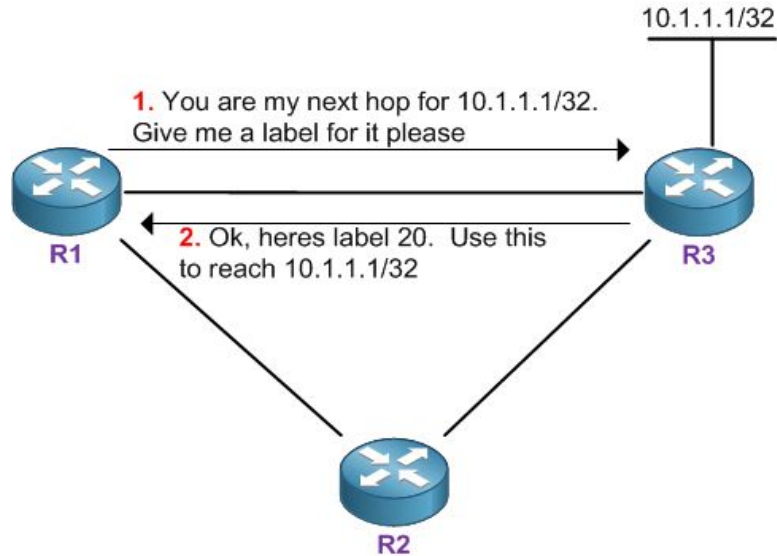 10.1.1.1/32
1. You are my next hop for 10.1.1.1/32.
Give me a label for it please
2. Ok, heres label 20. Use this
to reach 10.1.1.1/32
R1
R3
R2